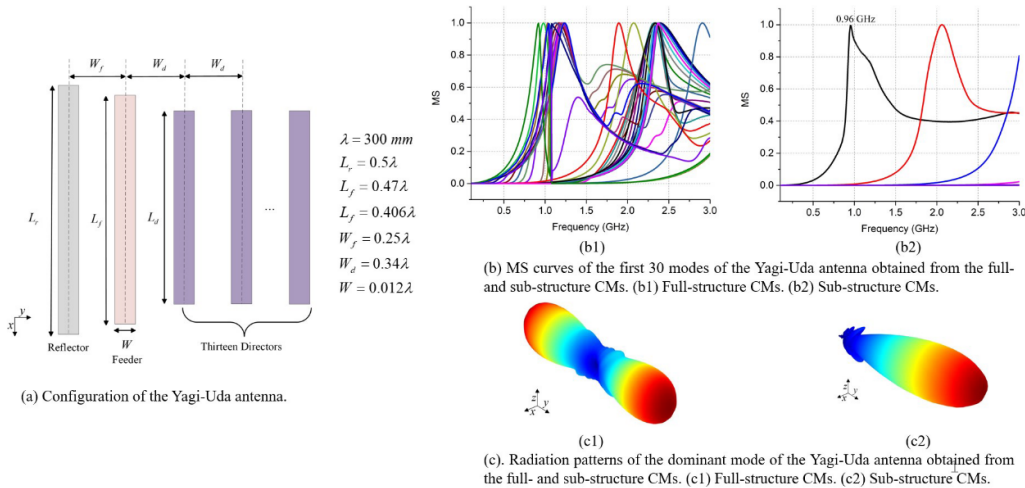 W_f
W_d
W_d
L_r
L_f
L_d
...
λ = 300 mm
L_r = 0.5λ
L_f = 0.47λ
L_f = 0.406λ
W_f = 0.25λ
W_d = 0.34λ
W = 0.012λ
y
x
W
Reflector
Feeder
Thirteen Directors
(a) Configuration of the Yagi-Uda antenna.
MS
1.0
0.8
0.6
0.4
0.2
0.0
0.5 1.0 1.5 2.0 2.5 3.0
Frequency (GHz)
(b1)
0.96 GHz
MS
1.0
0.8
0.6
0.4
0.2
0.0
0.5 1.0 1.5 2.0 2.5 3.0
Frequency (GHz)
(b2)
(b) MS curves of the first 30 modes of the Yagi-Uda antenna obtained from the full-
and sub-structure CMs. (b1) Full-structure CMs. (b2) Sub-structure CMs.
z
x y
(c1)
z
x y
(c2)
(c). Radiation patterns of the dominant mode of the Yagi-Uda antenna obtained from
the full- and sub-structure CMs. (c1) Full-structure CMs. (c2) Sub-structure CMs.